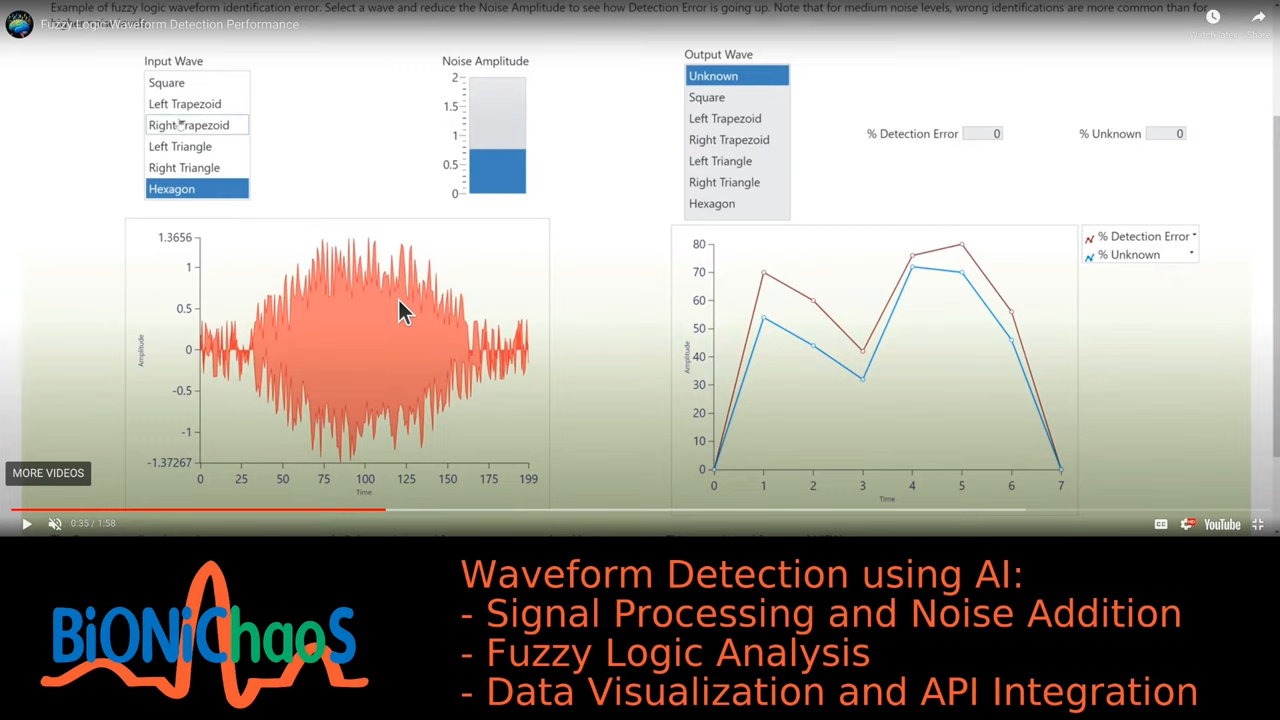 Example of fuzzy logic waveform identification error. Select a wave and reduce the Noise Amplitude to see how Detection Error is going up. Note that for medium noise levels, wrong identifications are more common than for
Fuzzy Logic Waveform Detection Performance
Watch later
Share
Input Wave
Square
Left Trapezoid
Right Trapezoid
Left Triangle
Right Triangle
Hexagon
Noise Amplitude
2
1.5
1
0.5
0
Output Wave
Unknown
Square
Left Trapezoid
Right Trapezoid
Left Triangle
Right Triangle
Hexagon
% Detection Error 0
% Unknown 0
1.3656
1
0.5
0
-0.5
-1
-1.37267
Amplitude
0 25 50 75 100 125 150 175 199
Time
80
70
60
50
40
30
20
10
0
Amplitude
0 1 2 3 4 5 6 7
Time
% Detection Error
% Unknown
MORE VIDEOS
0:35 / 1:58
CC
HD
YouTube
BiONiChaoS
Waveform Detection using AI:
- Signal Processing and Noise Addition
- Fuzzy Logic Analysis
- Data Visualization and API Integration